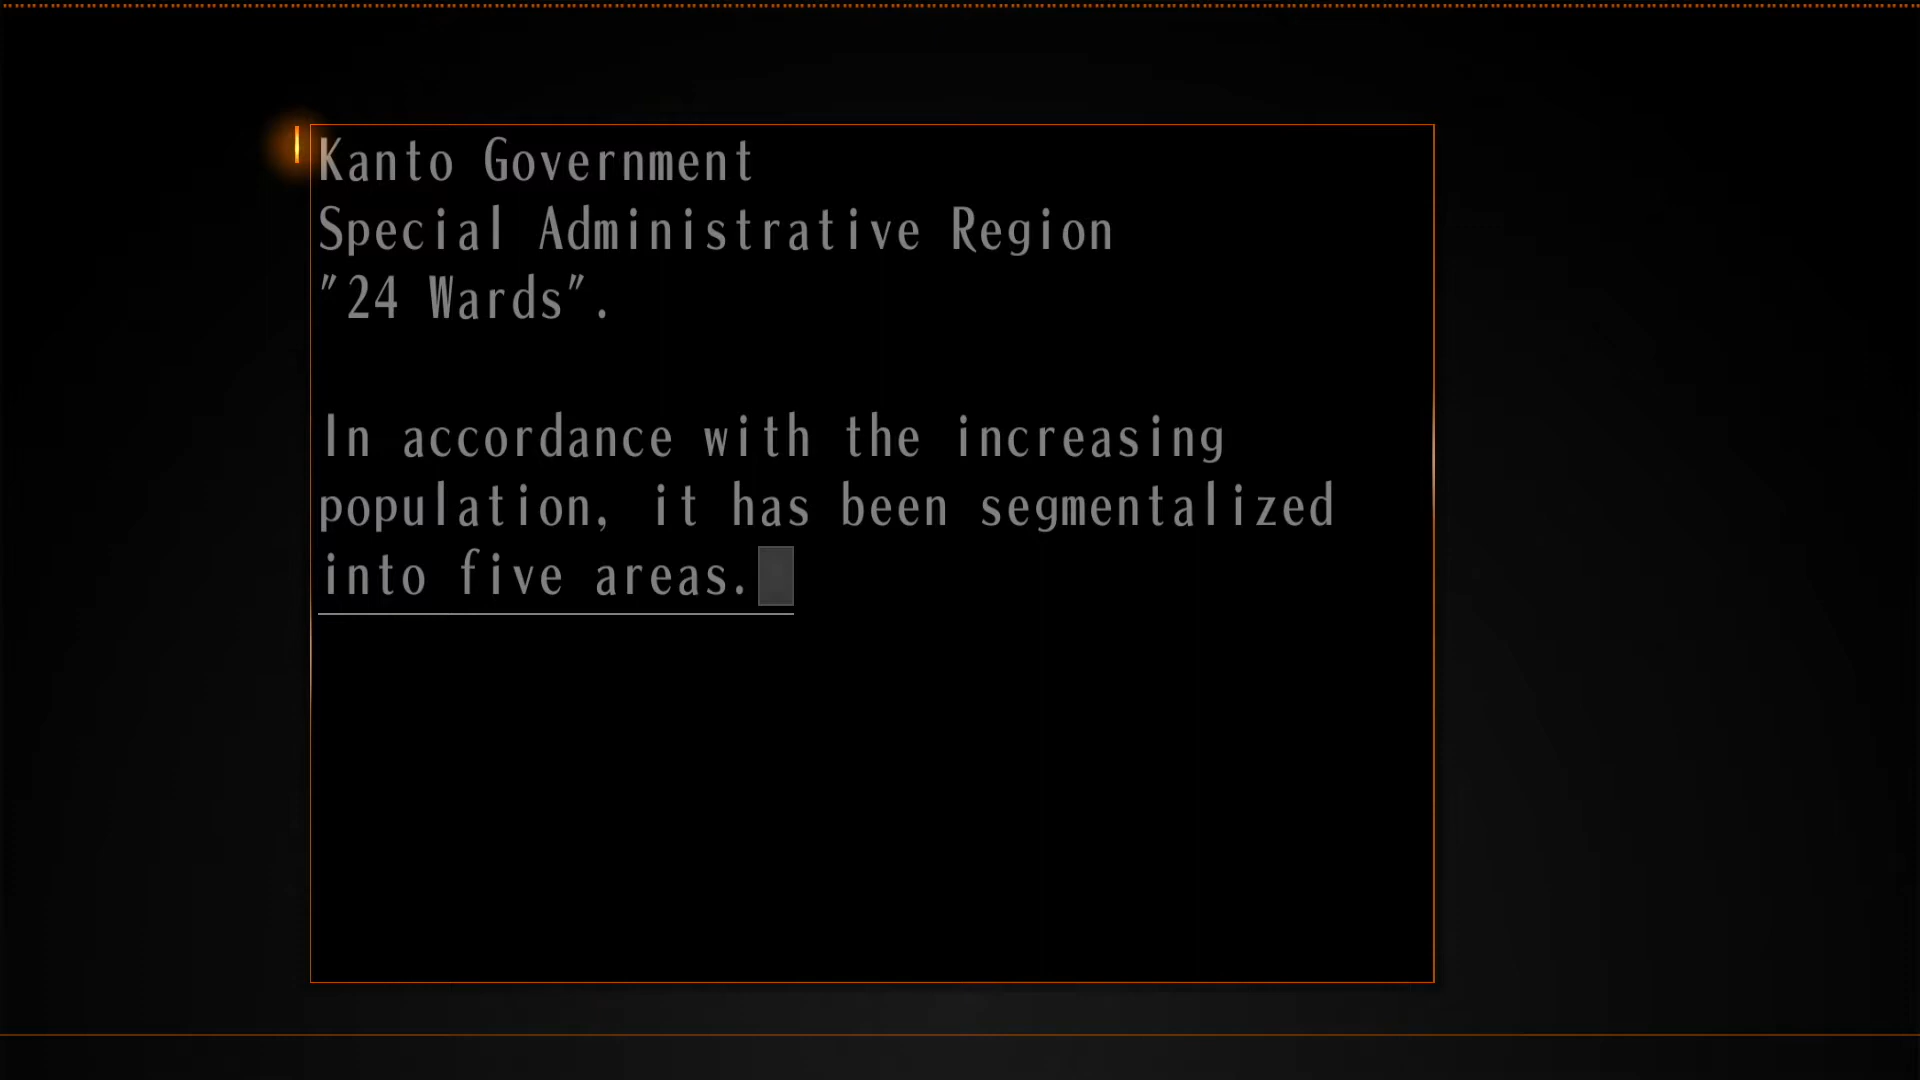 Kanto Government
Special Administrative Region
"24 Wards".
In accordance with the increasing
population, it has been segmentalized
into five areas.